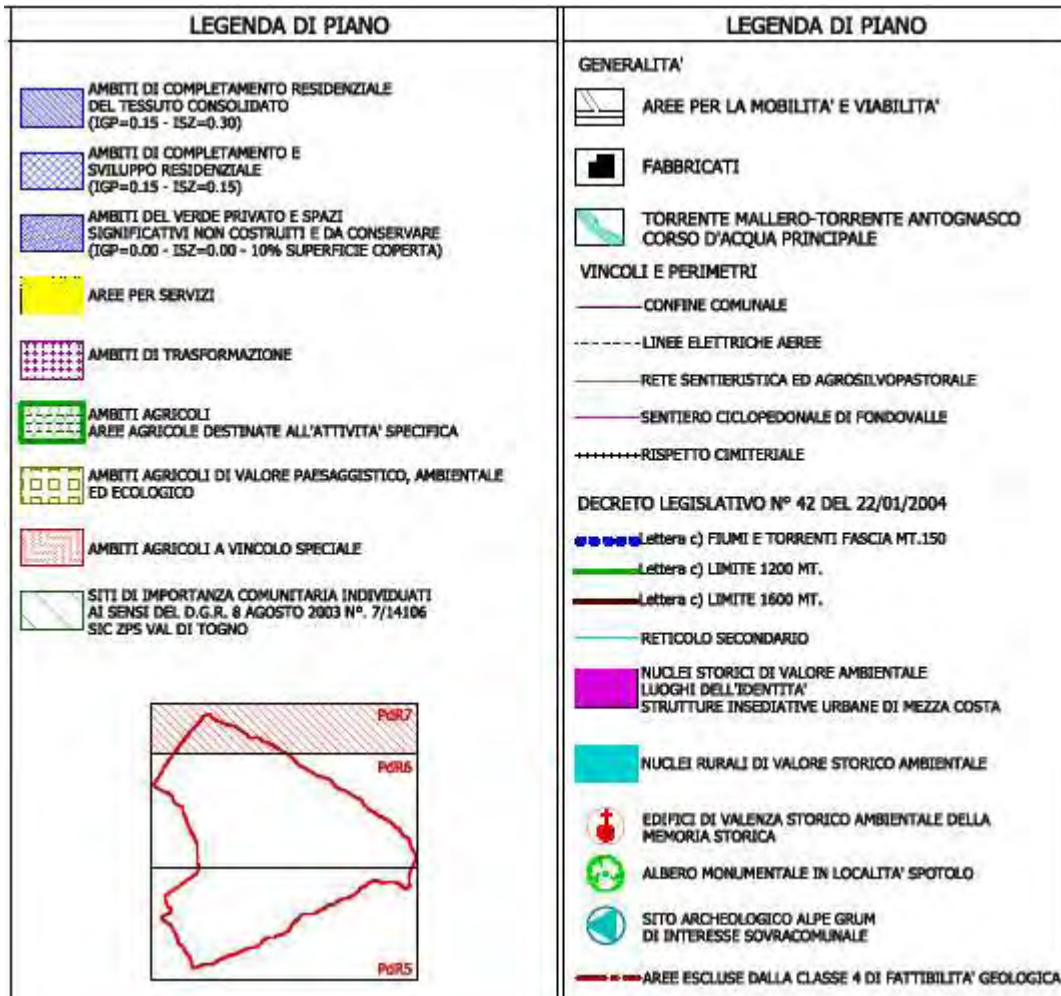 LEGENDA DI PIANO
AMBITI DI COMPLETAMENTO RESIDENZIALE
DEL TESSUTO CONSOLIDATO
(IGP=0.15 - ISZ=0.30)
AMBITI DI COMPLETAMENTO E
SVILUPPO RESIDENZIALE
(IGP=0.15 - ISZ=0.15)
AMBITI DEL VERDE PRIVATO E SPAZI
SIGNIFICATIVI NON COSTRUITI E DA CONSERVARE
(IGP=0.00 - ISZ=0.00 - 10% SUPERFICIE COPERTA)
AREE PER SERVIZI
AMBITI DI TRASFORMAZIONE
AMBITI AGRICOLI
AREE AGRICOLE DESTINATE ALL'ATTIVITA' SPECIFICA
AMBITI AGRICOLI DI VALORE PAESAGGISTICO, AMBIENTALE
ED ECOLOGICO
AMBITI AGRICOLI A VINCOLO SPECIALE
SITI DI IMPORTANZA COMUNITARIA INDIVIDUATI
AI SENSI DEL D.G.R. 8 AGOSTO 2003 N°. 7/14106
SIC ZPS VAL DI TOGNO
PdR7
PdR6
PdR5
LEGENDA DI PIANO
GENERALITA'
AREE PER LA MOBILITA' E VIABILITA'
FABBRICATI
TORRENTE MALLERO-TORRENTE ANTOGNASCO
CORSO D'ACQUA PRINCIPALE
VINCOLI E PERIMETRI
CONFINE COMUNALE
LINEE ELETTRICHE AEREE
RETE SENTIERISTICA ED AGROSILVOPASTORALE
SENTIERO CICLOPEDONALE DI FONDOVALLE
RISPETTO CIMITERIALE
DECRETO LEGISLATIVO N° 42 DEL 22/01/2004
Lettera c) FIUMI E TORRENTI FASCIA MT.150
Lettera c) LIMITE 1200 MT.
Lettera c) LIMITE 1600 MT.
RETICOLO SECONDARIO
NUCLEI STORICI DI VALORE AMBIENTALE
LUOGHI DELL'IDENTITA'
STRUTTURE INSEDIATIVE URBANE DI MEZZA COSTA
NUCLEI RURALI DI VALORE STORICO AMBIENTALE
EDIFICI DI VALENZA STORICO AMBIENTALE DELLA
MEMORIA STORICA
ALBERO MONUMENTALE IN LOCALITA' SPOTOLO
SITO ARCHEOLOGICO ALPE GRUM
DI INTERESSE SOVRACOMUNALE
AREE ESCLUSE DALLA CLASSE 4 DI FATTIBILITA' GEOLOGICA